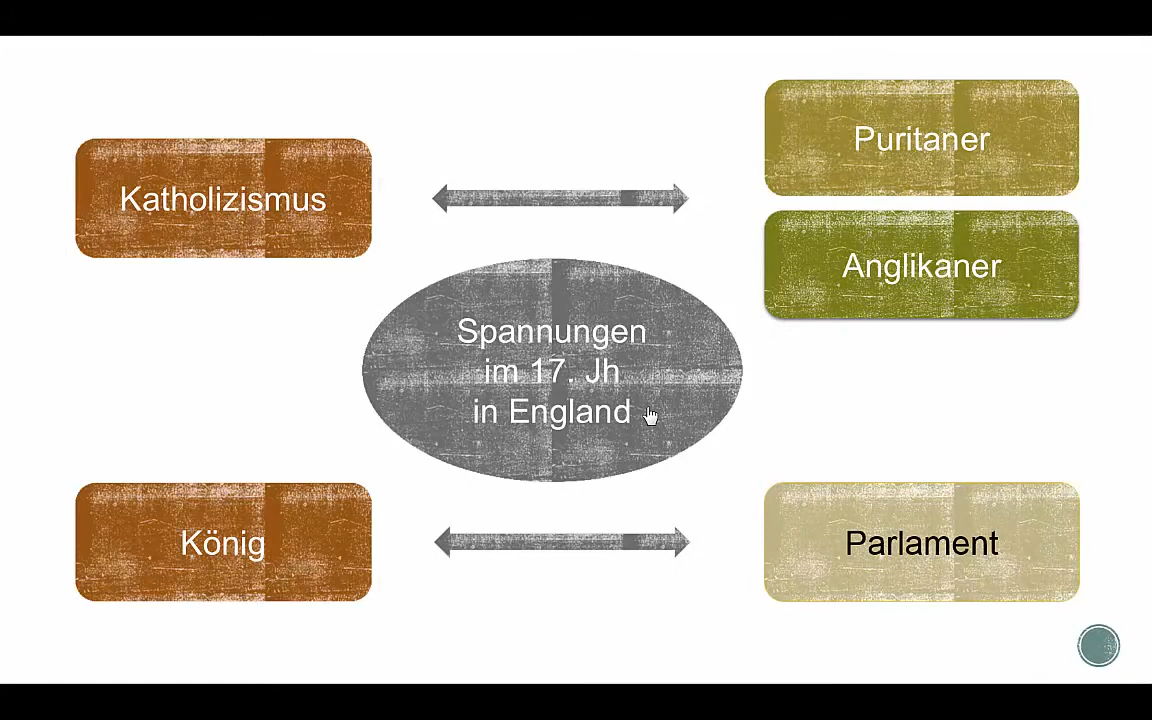 Puritaner
Katholizismus
Anglikaner
Spannungen
im 17. Jh
in England
König
Parlament